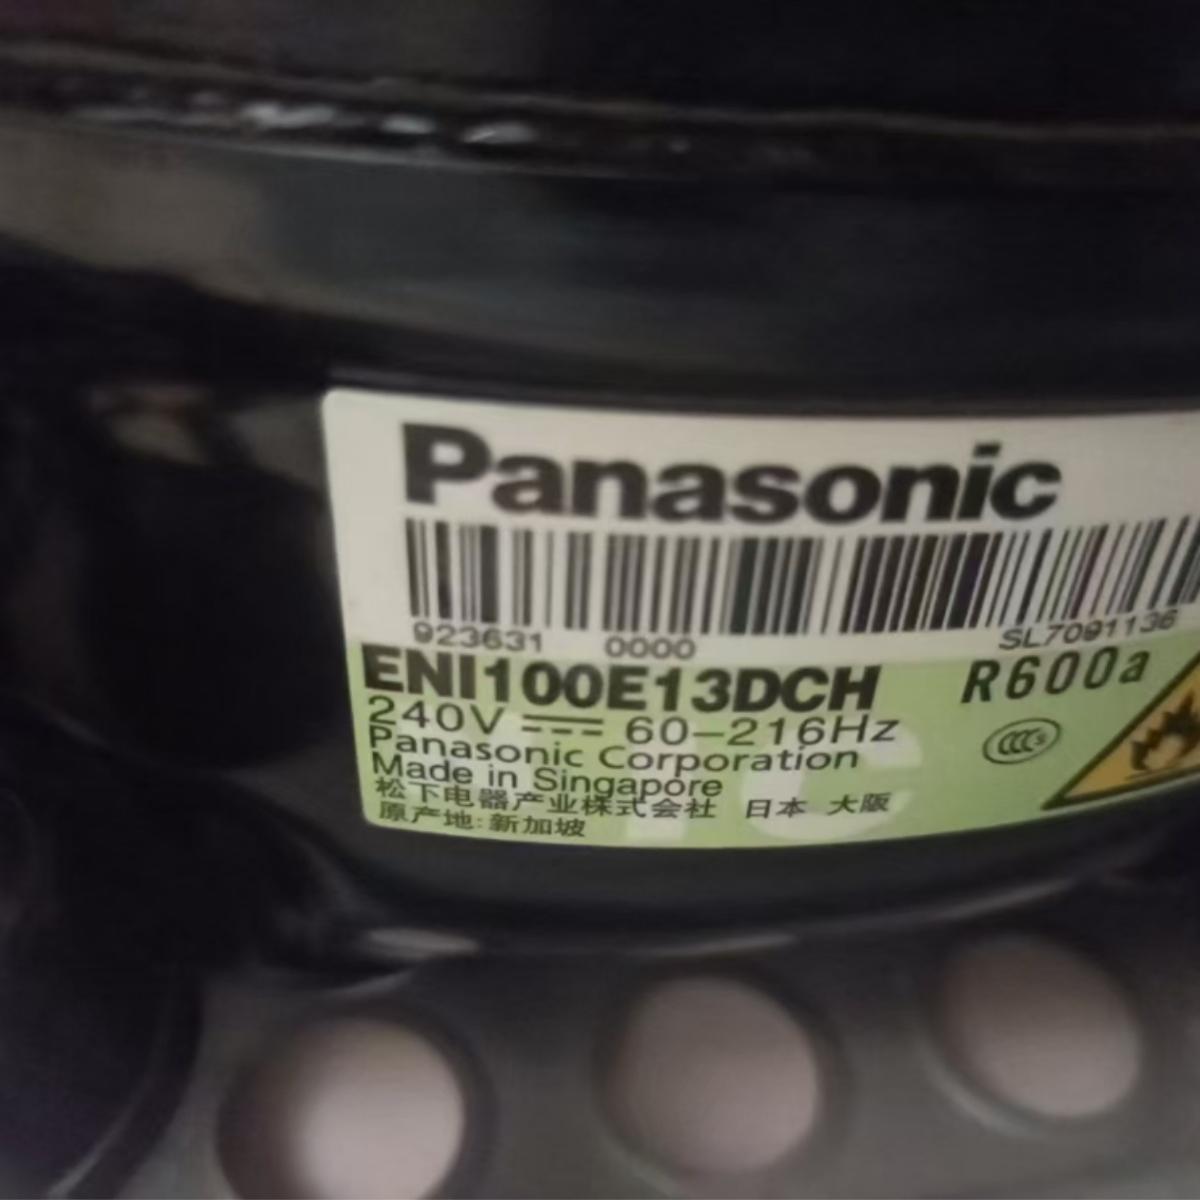 Panasonic
923631 0000 SL7091136
ENI100E13DCH R600a
240V ⎓ 60-216Hz
Panasonic Corporation
Made in Singapore
松下电器产业株式会社 日本 大阪
原产地:新加坡